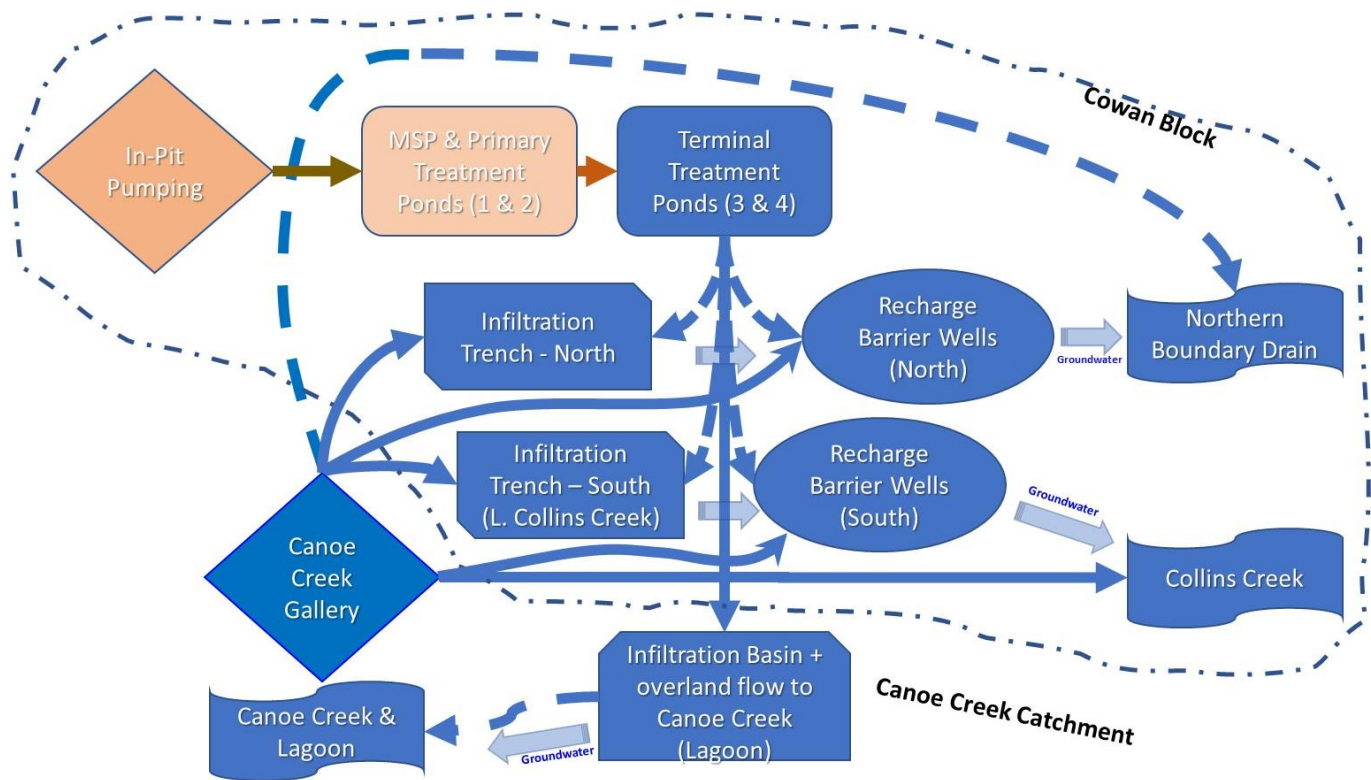 Cowan Block
In-Pit
Pumping
MSP & Primary
Treatment
Ponds (1 & 2)
Terminal
Treatment
Ponds (3 & 4)
Infiltration
Trench - North
Recharge
Barrier Wells
(North)
Groundwater
Northern
Boundary Drain
Infiltration
Trench – South
(L. Collins Creek)
Recharge
Barrier Wells
(South)
Groundwater
Canoe
Creek
Gallery
Collins Creek
Infiltration Basin +
overland flow to
Canoe Creek
(Lagoon)
Canoe Creek Catchment
Canoe Creek &
Lagoon
Groundwater